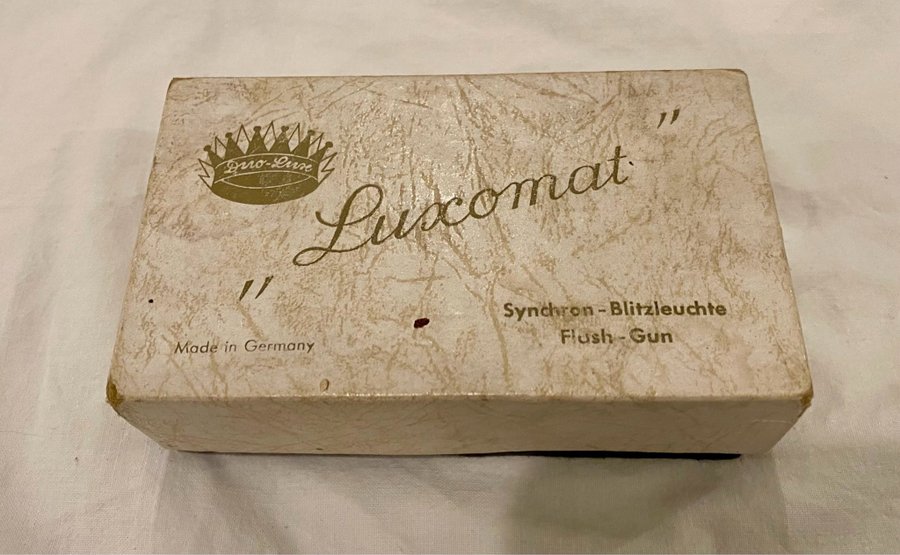 Duo-Lux
„Luxomat"
Synchron-Blitzleuchte
Flush-Gun
Made in Germany